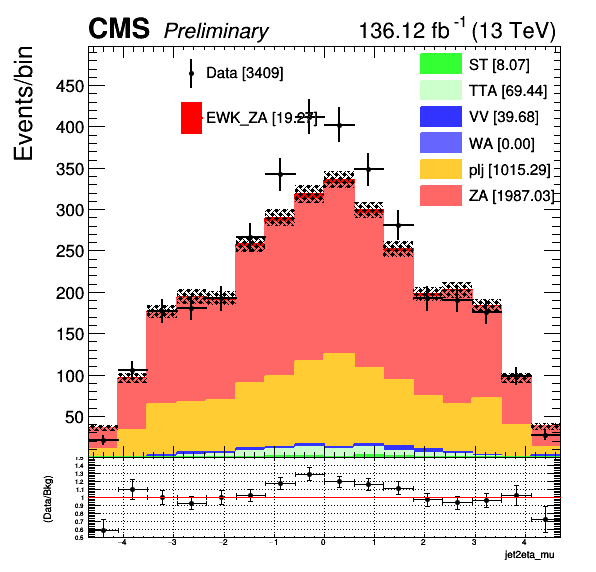 CMS Preliminary 136.12 fb⁻¹ (13 TeV)
Events/bin
450
400
350
300
250
200
150
100
50
Data [3409]
EWK_ZA [19.27]
ST [8.07]
TTA [69.44]
VV [39.68]
WA [0.00]
plj [1015.29]
ZA [1987.03]
(Data/Bkg)
1.5
1.4
1.3
1.2
1.1
1
0.9
0.8
0.7
0.6
0.5
−4 −3 −2 −1 0 1 2 3 4
jet2eta_mu